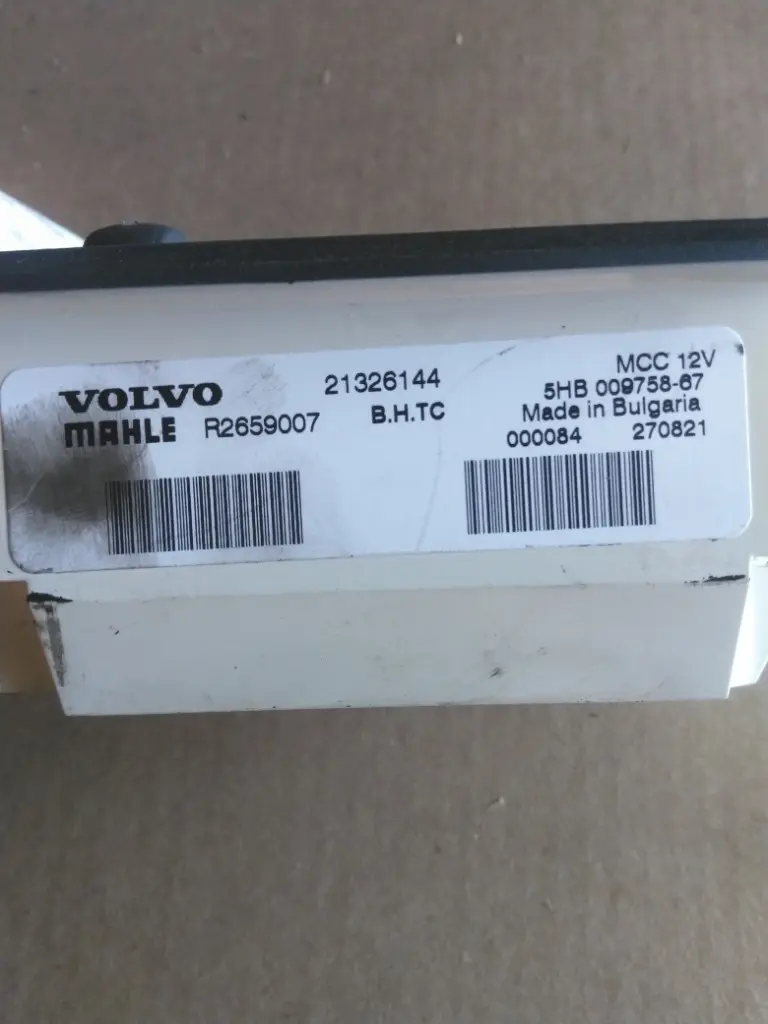 VOLVO 21326144 MCC 12V
MAHLE R2659007 B.H.TC 5HB 009758-67
Made in Bulgaria
000084 270821